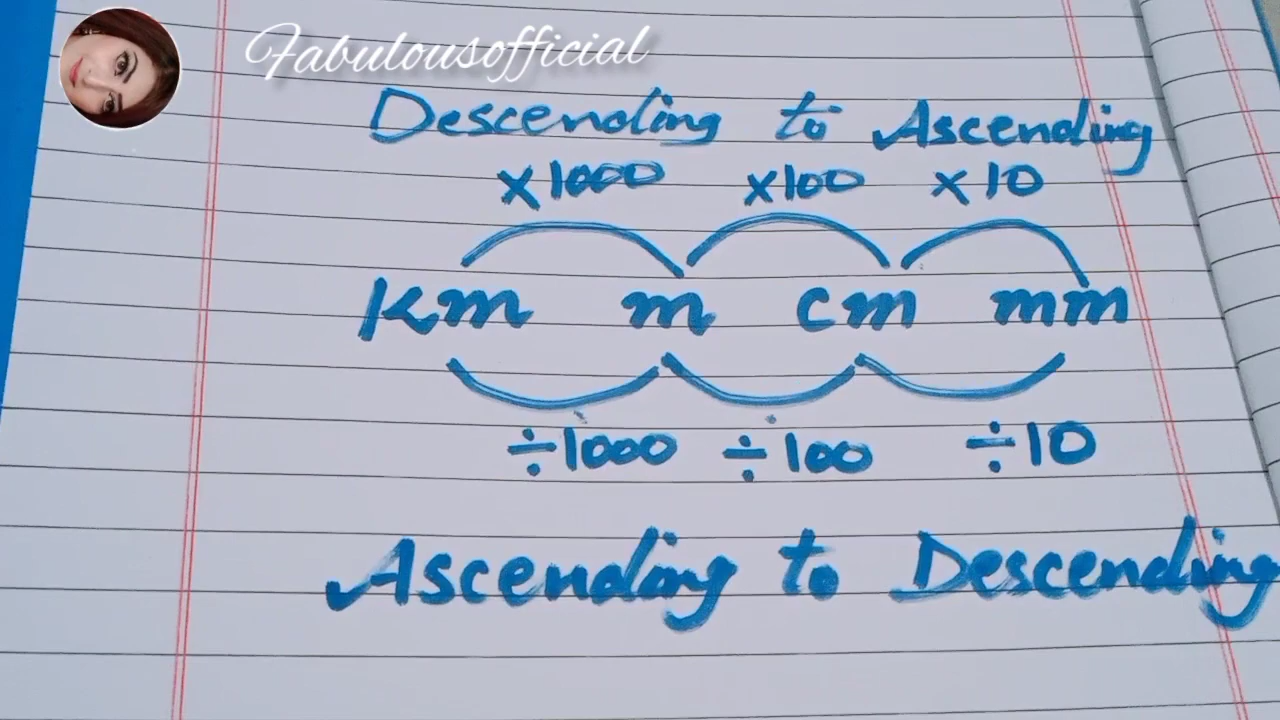 Fabulousofficial
Descending to Ascending
×1000 ×100 ×10
Km m cm mm
÷1000 ÷100 ÷10
Ascending to Descending